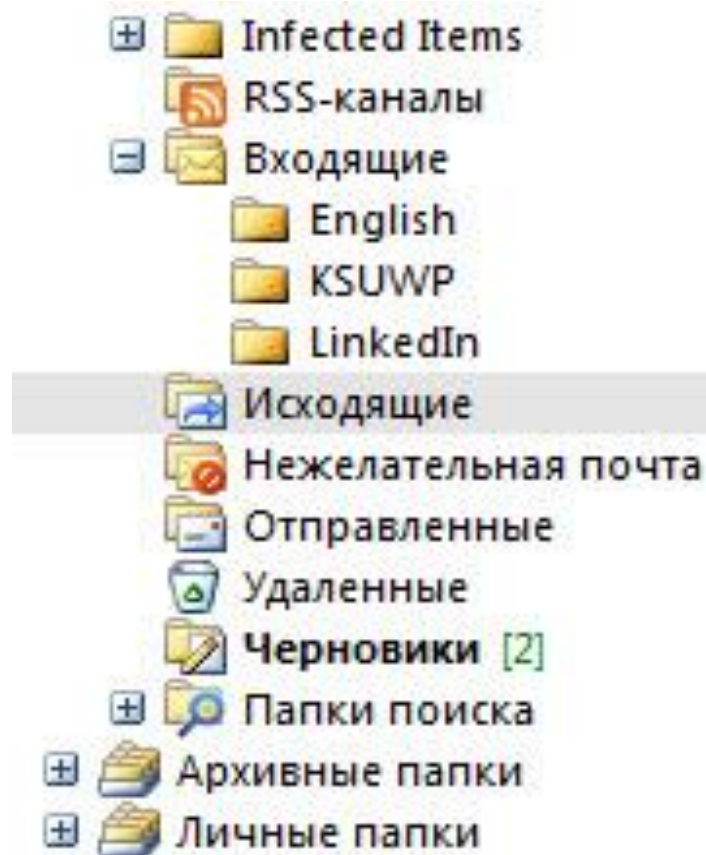 Infected Items
RSS-каналы
Входящие
English
KSUWP
LinkedIn
Исходящие
Нежелательная почта
Отправленные
Удаленные
Черновики [2]
Папки поиска
Архивные папки
Личные папки